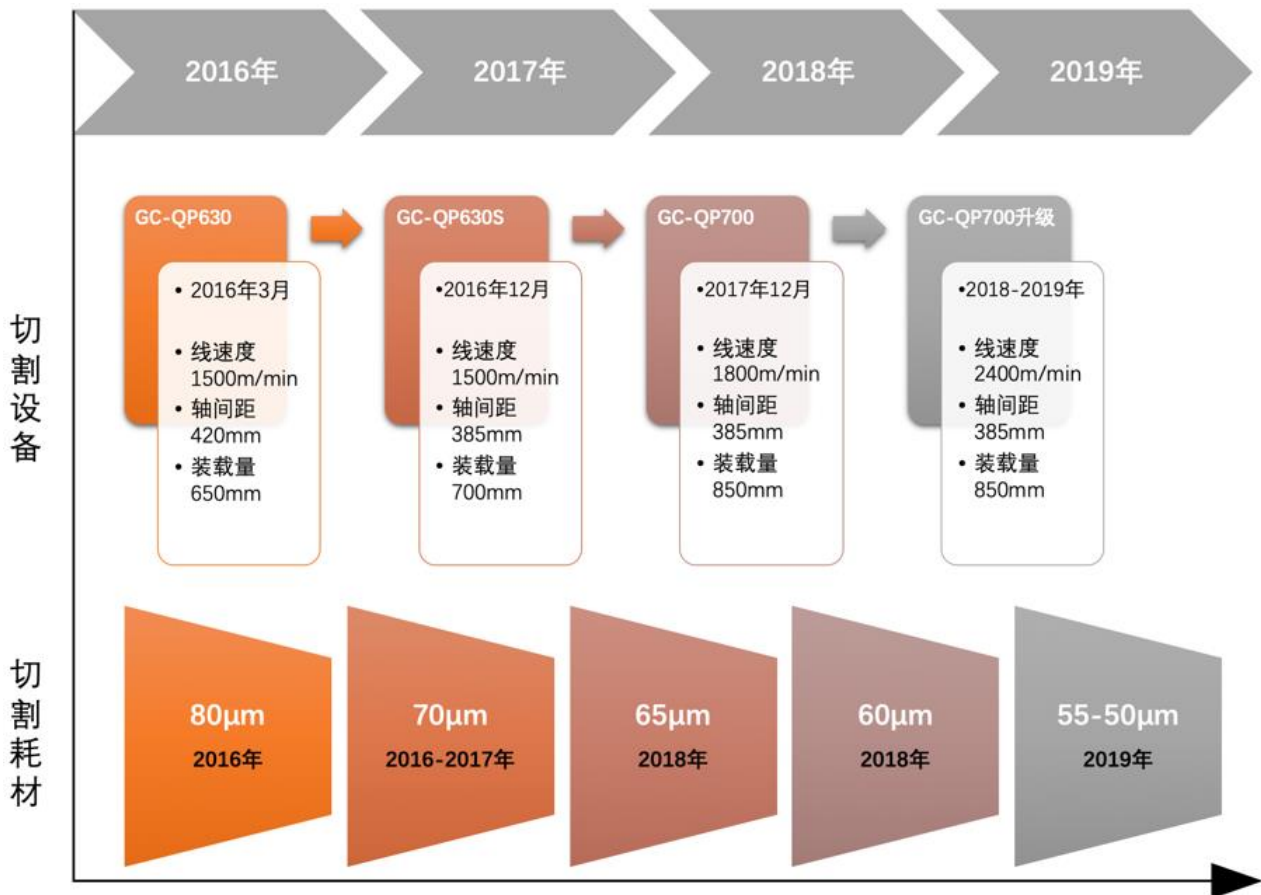 2016年
2017年
2018年
2019年
切割设备
GC-QP630
• 2016年3月
• 线速度
1500m/min
• 轴间距
420mm
• 装载量
650mm
GC-QP630S
•2016年12月
• 线速度
1500m/min
• 轴间距
385mm
• 装载量
700mm
GC-QP700
•2017年12月
• 线速度
1800m/min
• 轴间距
385mm
• 装载量
850mm
GC-QP700升级
•2018-2019年
• 线速度
2400m/min
• 轴间距
385mm
• 装载量
850mm
切割耗材
80μm
2016年
70μm
2016-2017年
65μm
2018年
60μm
2018年
55-50μm
2019年